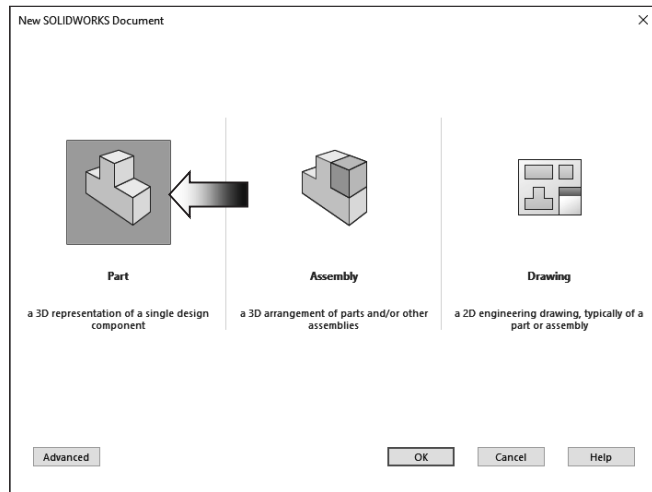 New SOLIDWORKS Document
Part
a 3D representation of a single design
component
Assembly
a 3D arrangement of parts and/or other
assemblies
Drawing
a 2D engineering drawing, typically of a
part or assembly
Advanced
OK
Cancel
Help